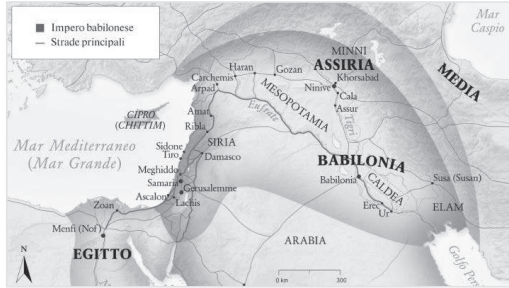 Impero babilonese
Strade principali
Mar
Caspio
MINNI
ASSIRIA
MEDIA
Haran
Gozan
Khorsabad
Carchemis
Ninive
Arpad
Cala
MESOPOTAMIA
Assur
CIPRO
(CHITTIM)
Eufrate
Amat
Tigri
Ribla
Mar Mediterraneo
(Mar Grande)
SIRIA
Sidone
Tiro
Damasco
BABILONIA
Meghiddo
Samaria
Babilonia
CALDEA
Susa (Susan)
Gerusalemme
Ascalon
Lachis
Erec
Ur
ELAM
Zoan
Menfi (Nof)
ARABIA
EGITTO
Golfo
N
0 km
300